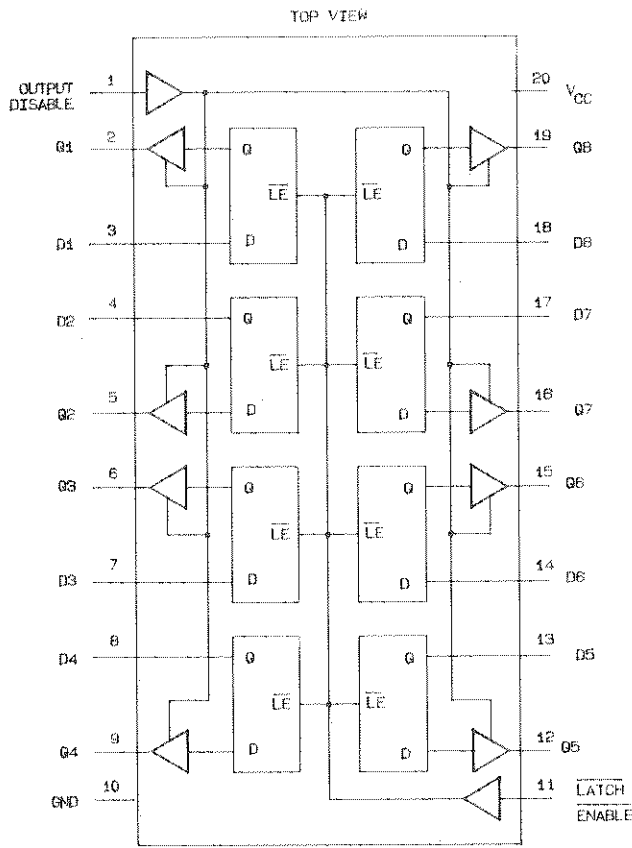 TOP VIEW
OUTPUT DISABLE 1
20 VCC
Q1 2
Q
Q
19 Q8
LE
LE
D1 3
D
D
18 D8
D2 4
Q
Q
17 D7
LE
LE
Q2 5
D
D
16 Q7
Q3 6
Q
Q
15 Q6
LE
LE
D3 7
D
D
14 D6
D4 8
Q
Q
13 D5
LE
LE
Q4 9
D
D
12 Q5
GND 10
11 LATCH
ENABLE